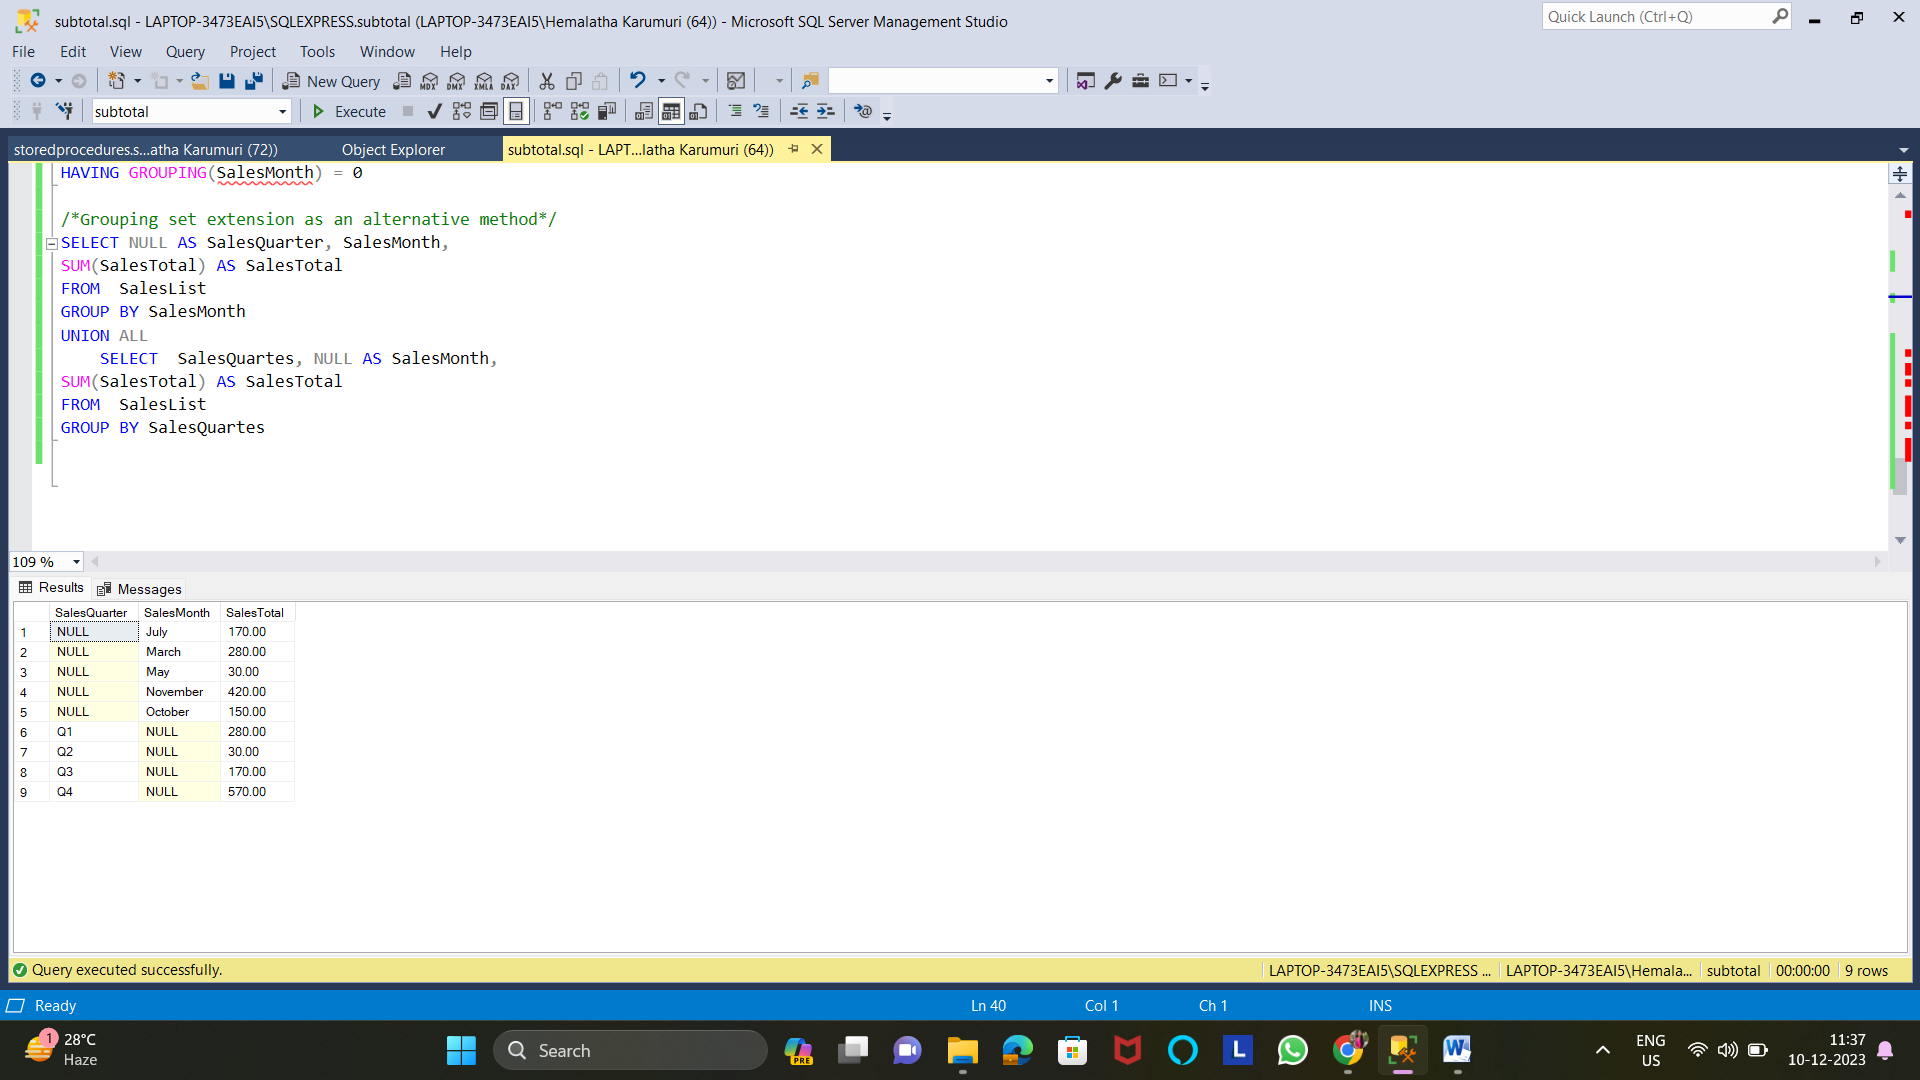 subtotal.sql - LAPTOP-3473EAI5\SQLEXPRESS.subtotal (LAPTOP-3473EAI5\Hemalatha Karumuri (64)) - Microsoft SQL Server Management Studio
Quick Launch (Ctrl+Q)
File Edit View Query Project Tools Window Help
New Query MDX DMX XMLA DAX
subtotal Execute
storedprocedures.s...atha Karumuri (72)) Object Explorer subtotal.sql - LAPT...latha Karumuri (64))
HAVING GROUPING(SalesMonth) = 0
/*Grouping set extension as an alternative method*/
SELECT NULL AS SalesQuarter, SalesMonth,
SUM(SalesTotal) AS SalesTotal
FROM SalesList
GROUP BY SalesMonth
UNION ALL
SELECT SalesQuartes, NULL AS SalesMonth,
SUM(SalesTotal) AS SalesTotal
FROM SalesList
GROUP BY SalesQuartes
109 %
Results Messages
SalesQuarter SalesMonth SalesTotal
1 NULL July 170.00
2 NULL March 280.00
3 NULL May 30.00
4 NULL November 420.00
5 NULL October 150.00
6 Q1 NULL 280.00
7 Q2 NULL 30.00
8 Q3 NULL 170.00
9 Q4 NULL 570.00
Query executed successfully. LAPTOP-3473EAI5\SQLEXPRESS ... LAPTOP-3473EAI5\Hemala... subtotal 00:00:00 9 rows
Ready Ln 40 Col 1 Ch 1 INS
1 28°C
Haze
Search
PRE
L
W
ENG
US
11:37
10-12-2023